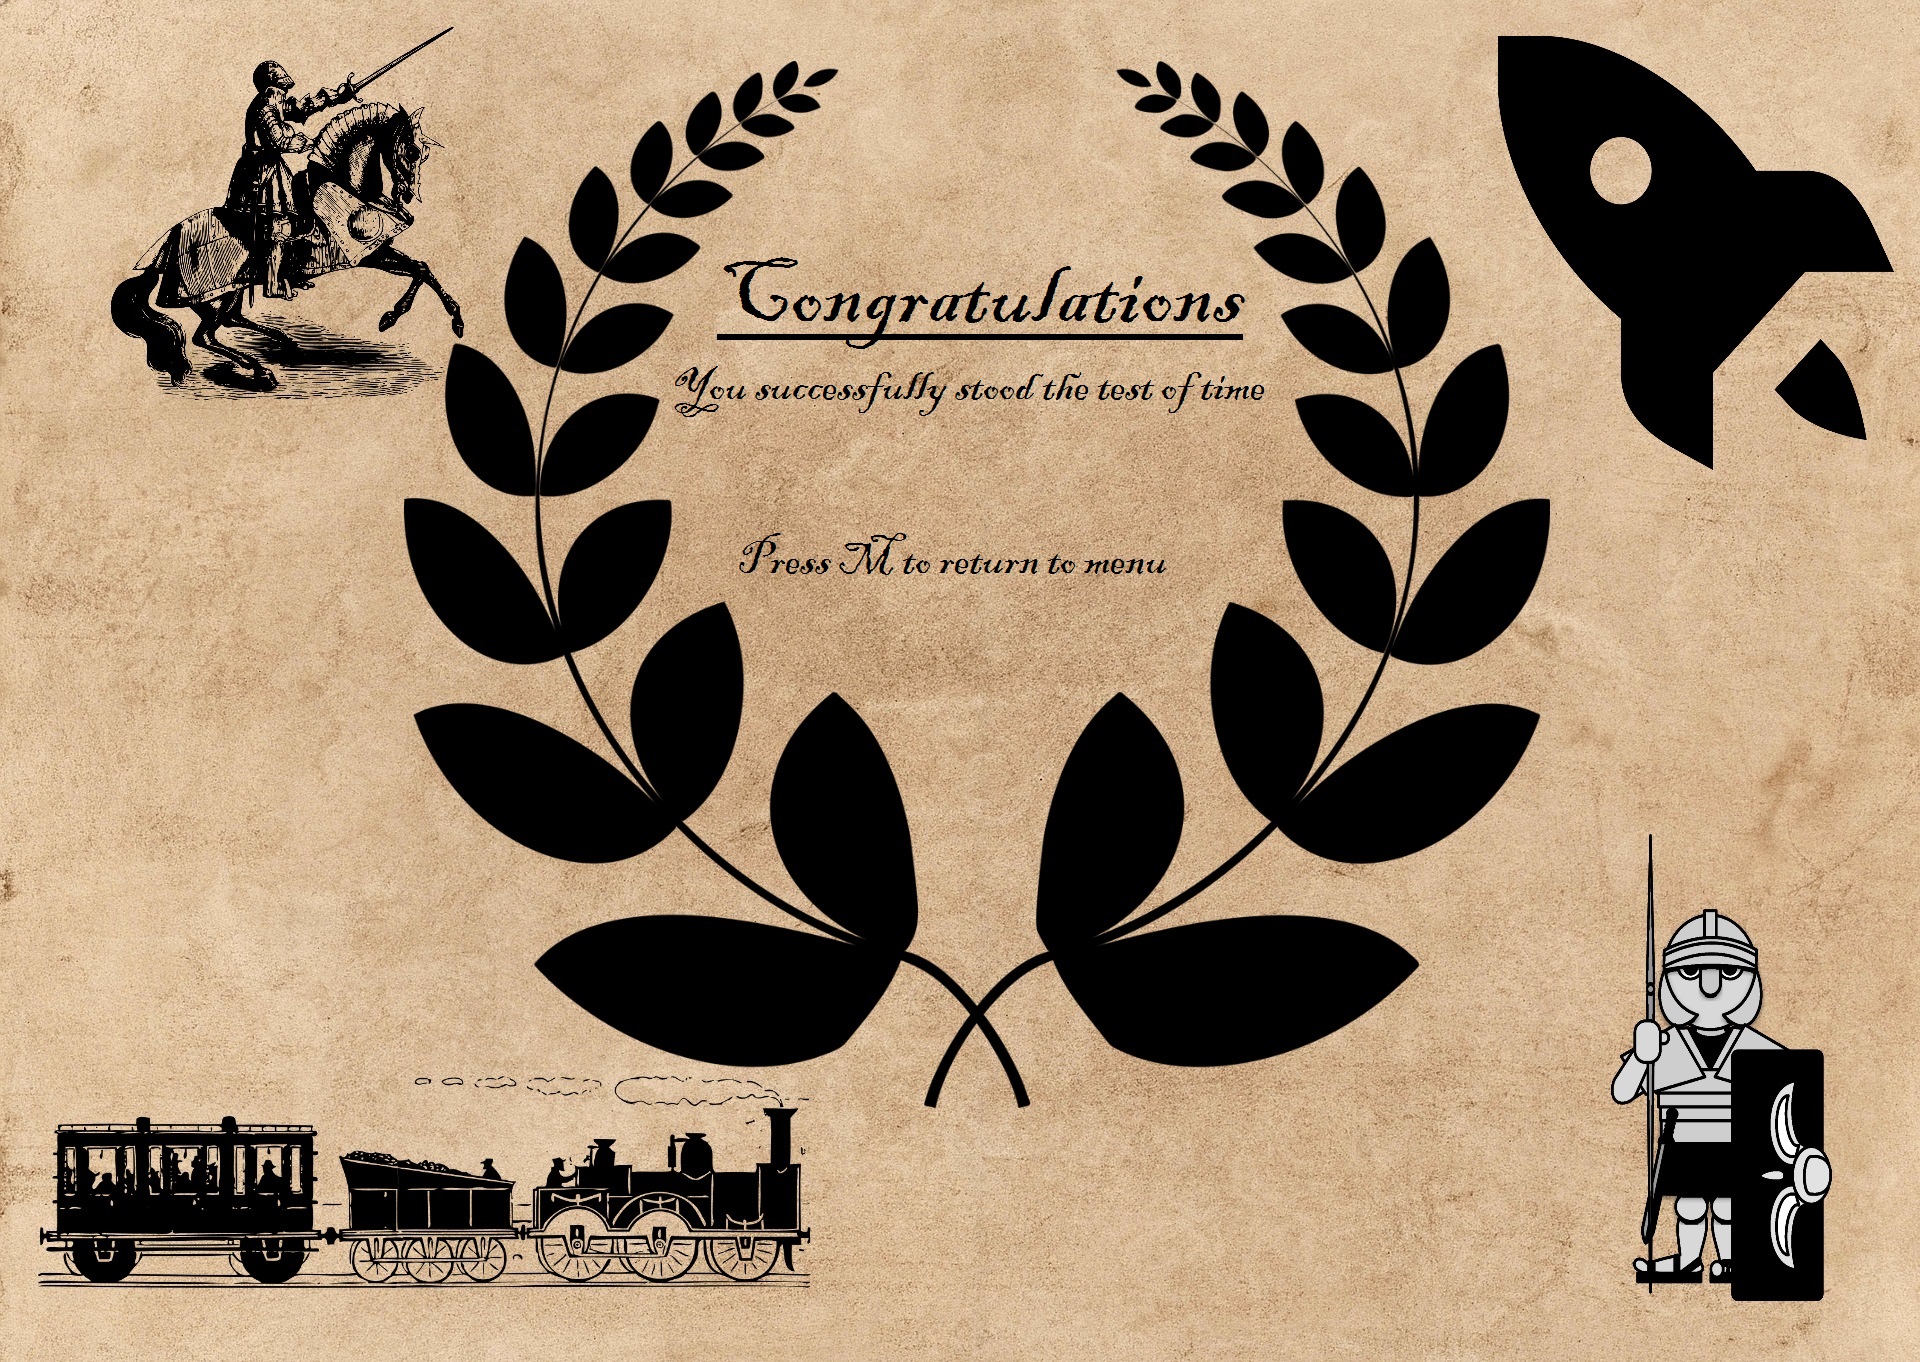 Congratulations
You successfully stood the test of time
Press M to return to menu